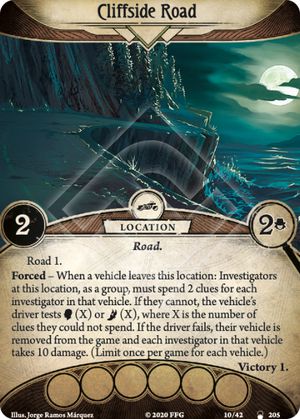 Cliffside Road
2
2
LOCATION
Road.
Road 1.
Forced – When a vehicle leaves this location: Investigators
at this location, as a group, must spend 2 clues for each
investigator in that vehicle. If they cannot, the vehicle's
driver tests (X) or (X), where X is the number of
clues they could not spend. If the driver fails, their vehicle is
removed from the game and each investigator in that vehicle
takes 10 damage. (Limit once per game for each vehicle.)
Victory 1.
Illus. Jorge Ramos Márquez
© 2020 FFG
10/42
205